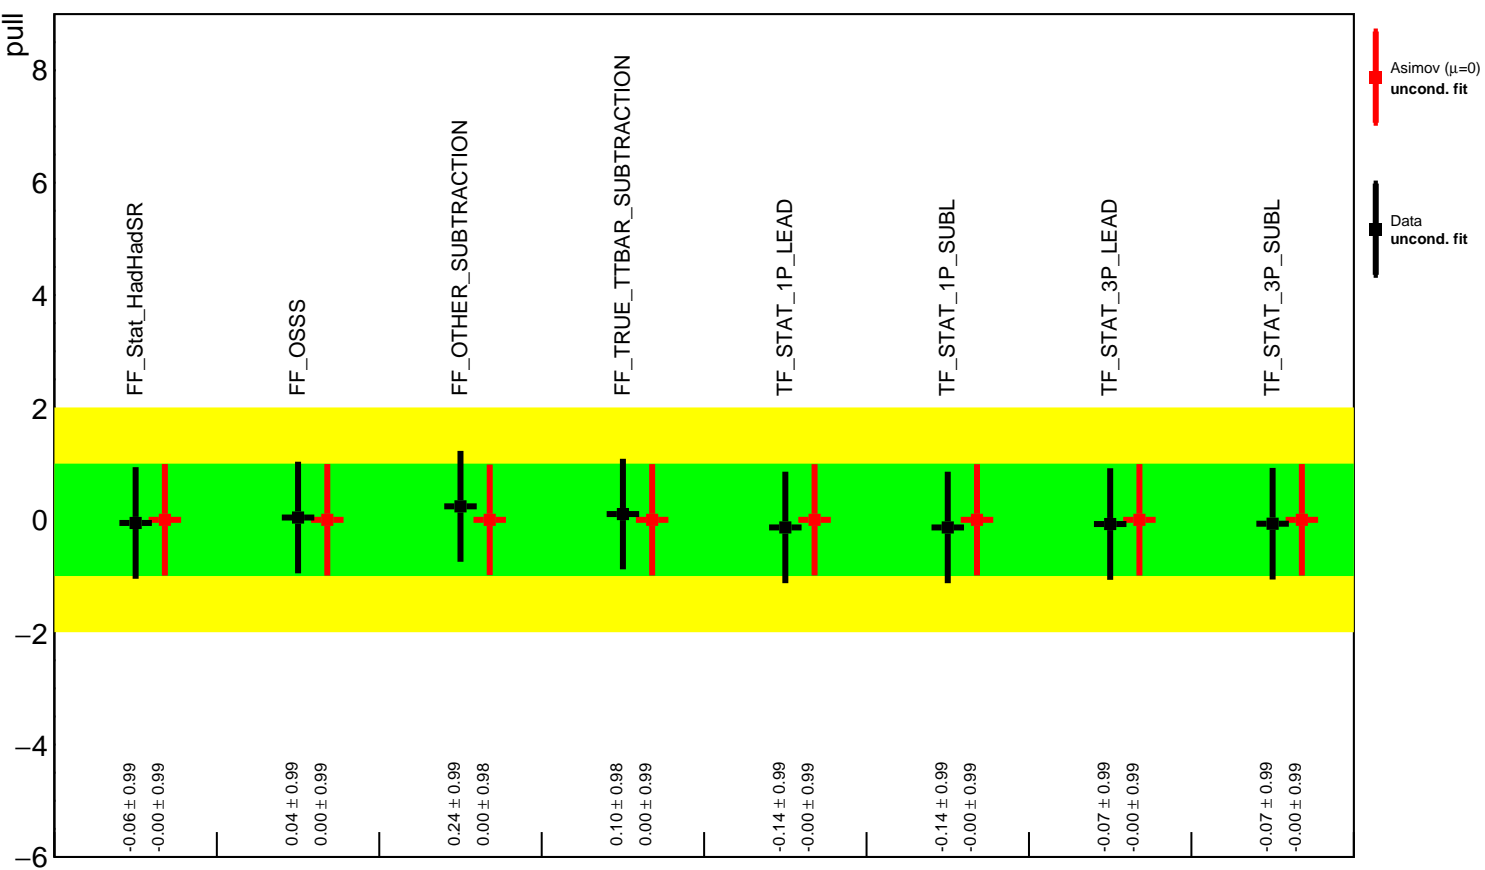 pull
8
6
4
2
0
−2
−4
−6
FF_Stat_HadHadSR
FF_OSSS
FF_OTHER_SUBTRACTION
FF_TRUE_TTBAR_SUBTRACTION
TF_STAT_1P_LEAD
TF_STAT_1P_SUBL
TF_STAT_3P_LEAD
TF_STAT_3P_SUBL
-0.06 ± 0.99
-0.00 ± 0.99
0.04 ± 0.99
0.00 ± 0.99
0.24 ± 0.99
0.00 ± 0.98
0.10 ± 0.98
0.00 ± 0.99
-0.14 ± 0.99
-0.00 ± 0.99
-0.14 ± 0.99
-0.00 ± 0.99
-0.07 ± 0.99
-0.00 ± 0.99
-0.07 ± 0.99
-0.00 ± 0.99
Asimov (μ=0)
uncond. fit
Data
uncond. fit